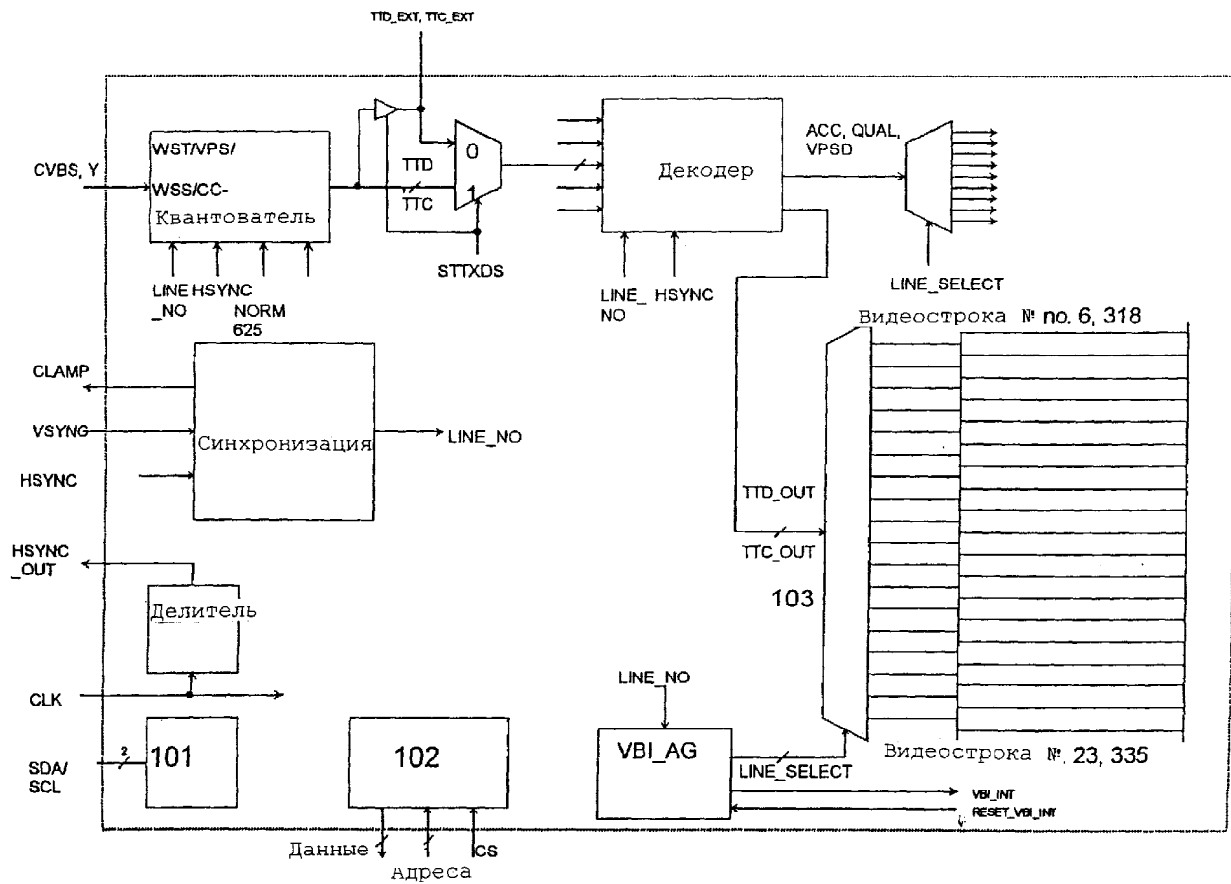 TTD_EXT, TTC_EXT
WST/VPS/
WSS/CC-
Квантователь
CVBS, Y
TTD
TTC
0
1
STTXDS
Декодер
ACC, QUAL,
VPSD
LINE_SELECT
LINE
_NO
HSYNC
NORM
625
LINE_
NO
HSYNC
Видеострока № no. 6, 318
CLAMP
VSYNG
HSYNC
Синхронизация
LINE_NO
TTD_OUT
TTC_OUT
103
HSYNC
_OUT
Делитель
CLK
LINE_NO
VBI_AG
LINE_SELECT
Видеострока №. 23, 335
VBI_INT
RESET_VBI_INT
SDA/
SCL
2
101
102
Данные
Адреса
CS